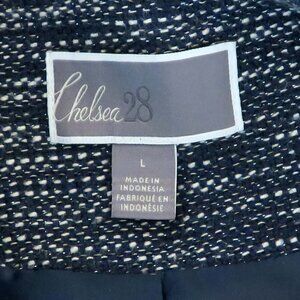 Chelsea28
L
MADE IN
INDONESIA
FABRIQUÉ EN
INDONÉSIE